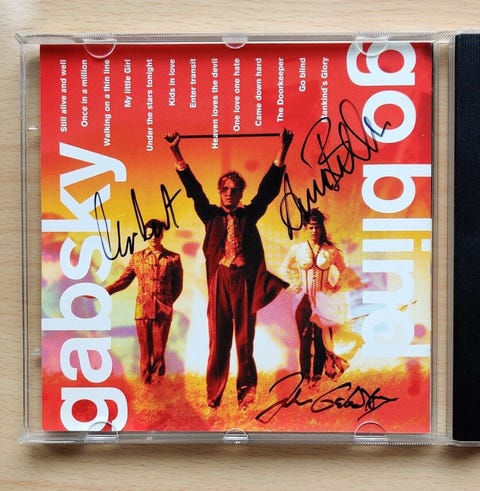 gabsky
go blind
Still alive and well
Once in a million
Walking on a thin line
My little Girl
Under the stars tonight
Kids in love
Enter transit
Heaven loves the devil
One love one hate
Came down hard
The Doorkeeper
Go blind
Mankind's Glory